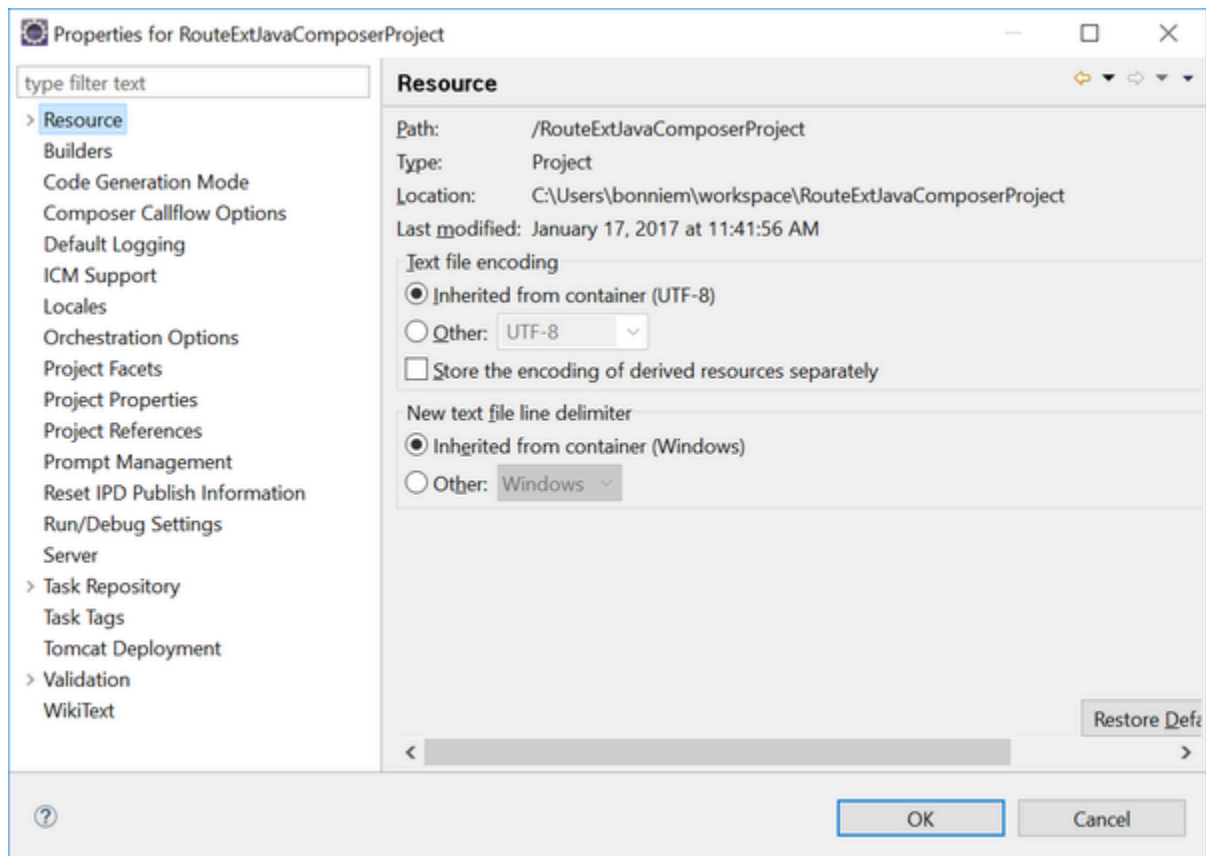 Properties for RouteExtJavaComposerProject
type filter text
Resource
Builders
Code Generation Mode
Composer Callflow Options
Default Logging
ICM Support
Locales
Orchestration Options
Project Facets
Project Properties
Project References
Prompt Management
Reset IPD Publish Information
Run/Debug Settings
Server
Task Repository
Task Tags
Tomcat Deployment
Validation
WikiText
Resource
Path: /RouteExtJavaComposerProject
Type: Project
Location: C:\Users\bonniem\workspace\RouteExtJavaComposerProject
Last modified: January 17, 2017 at 11:41:56 AM
Text file encoding
Inherited from container (UTF-8)
Other: UTF-8
Store the encoding of derived resources separately
New text file line delimiter
Inherited from container (Windows)
Other: Windows
Restore Defa
OK Cancel